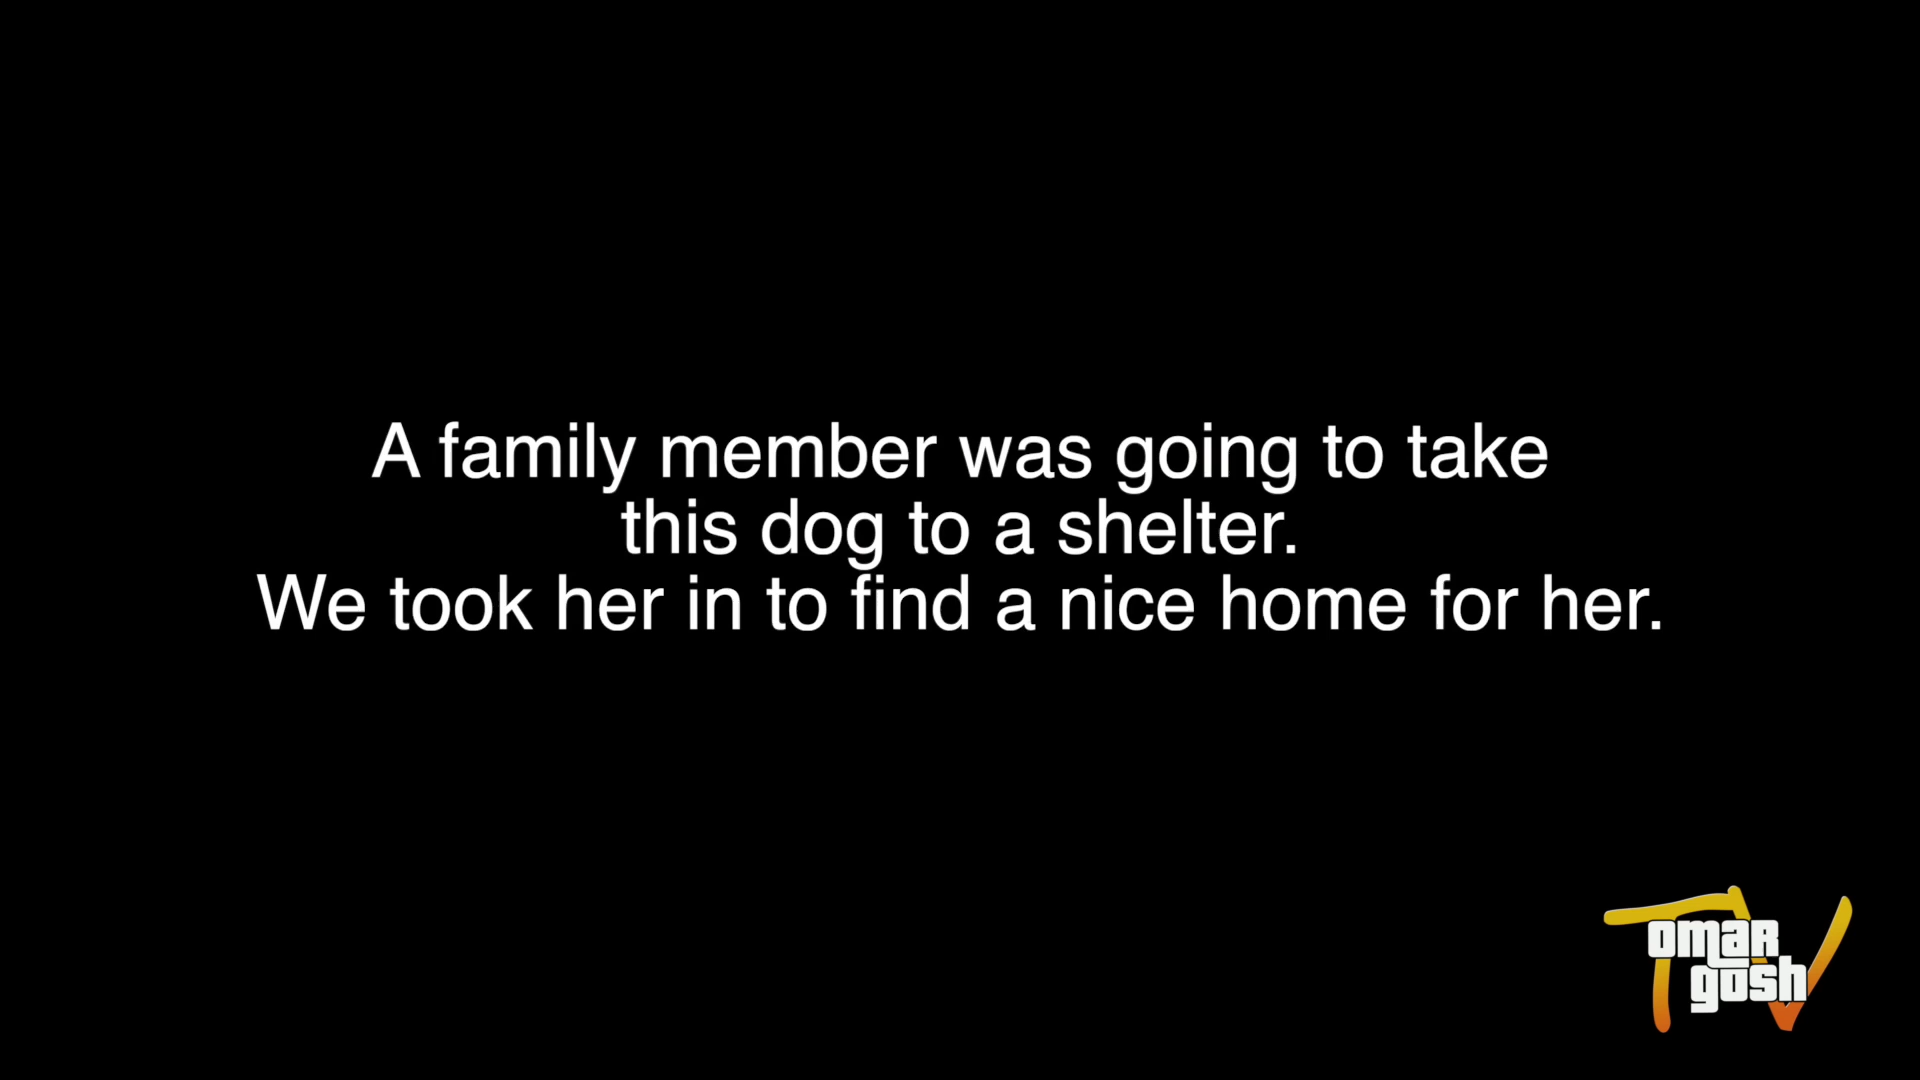 A family member was going to take
this dog to a shelter.
We took her in to find a nice home for her.
TV
OMAR
GOSH